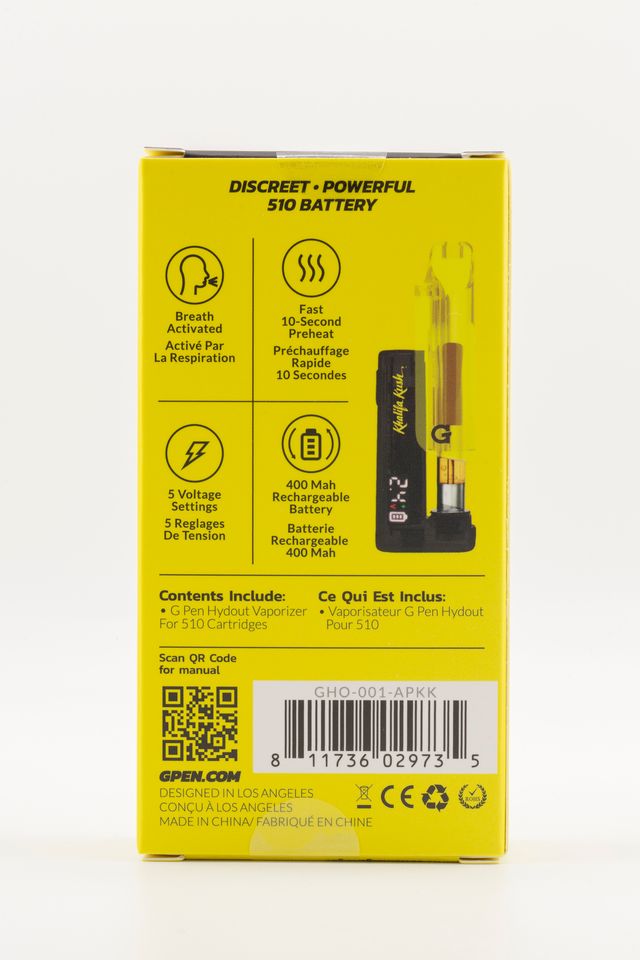 DISCREET • POWERFUL
510 BATTERY
Breath
Activated
Activé Par
La Respiration
Fast
10-Second
Preheat
Préchauffage
Rapide
10 Secondes
5 Voltage
Settings
5 Reglages
De Tension
400 Mah
Rechargeable
Battery
Batterie
Rechargeable
400 Mah
Khalifa Kush
G
2.4
V
Contents Include:
• G Pen Hydout Vaporizer
For 510 Cartridges
Ce Qui Est Inclus:
• Vaporisateur G Pen Hydout
Pour 510
Scan QR Code
for manual
GHO-001-APKK
8 11736 02973 5
GPEN.COM
DESIGNED IN LOS ANGELES
CONÇU À LOS ANGELES
MADE IN CHINA/ FABRIQUÉ EN CHINE
CE
ROHS